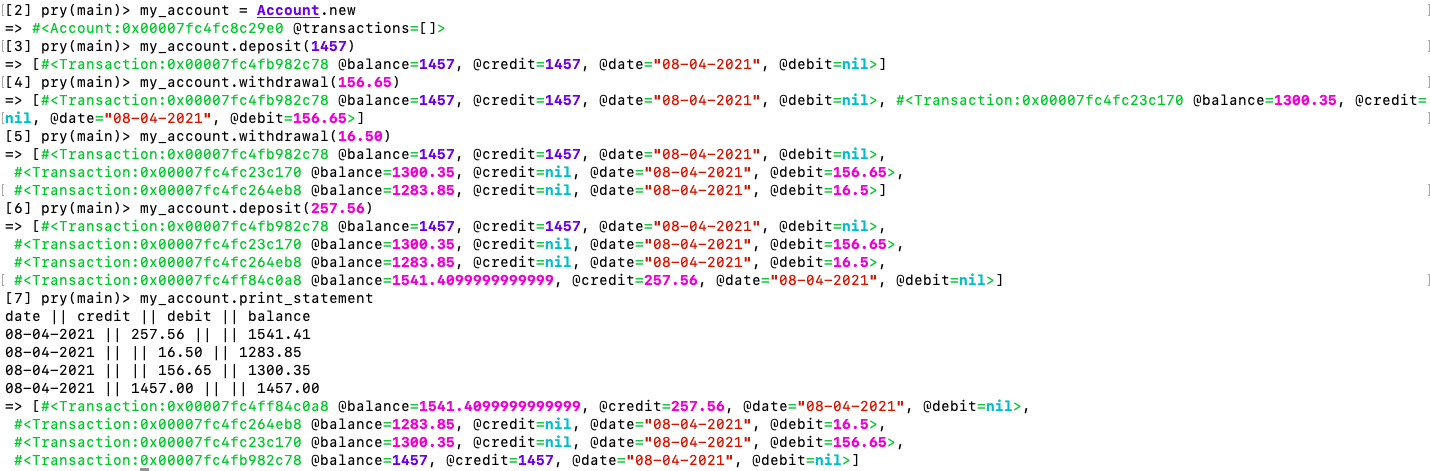 [2] pry(main)> my_account = Account.new
=> #<Account:0x00007fc4fc8c29e0 @transactions=[]>
[3] pry(main)> my_account.deposit(1457)
=> [#<Transaction:0x00007fc4fb982c78 @balance=1457, @credit=1457, @date="08-04-2021", @debit=nil>]
[4] pry(main)> my_account.withdrawal(156.65)
=> [#<Transaction:0x00007fc4fb982c78 @balance=1457, @credit=1457, @date="08-04-2021", @debit=nil>, #<Transaction:0x00007fc4fc23c170 @balance=1300.35, @credit=
nil, @date="08-04-2021", @debit=156.65>]
[5] pry(main)> my_account.withdrawal(16.50)
=> [#<Transaction:0x00007fc4fb982c78 @balance=1457, @credit=1457, @date="08-04-2021", @debit=nil>,
 #<Transaction:0x00007fc4fc23c170 @balance=1300.35, @credit=nil, @date="08-04-2021", @debit=156.65>,
 #<Transaction:0x00007fc4fc264eb8 @balance=1283.85, @credit=nil, @date="08-04-2021", @debit=16.5>]
[6] pry(main)> my_account.deposit(257.56)
=> [#<Transaction:0x00007fc4fb982c78 @balance=1457, @credit=1457, @date="08-04-2021", @debit=nil>,
 #<Transaction:0x00007fc4fc23c170 @balance=1300.35, @credit=nil, @date="08-04-2021", @debit=156.65>,
 #<Transaction:0x00007fc4fc264eb8 @balance=1283.85, @credit=nil, @date="08-04-2021", @debit=16.5>,
 #<Transaction:0x00007fc4ff84c0a8 @balance=1541.4099999999999, @credit=257.56, @date="08-04-2021", @debit=nil>]
[7] pry(main)> my_account.print_statement
date || credit || debit || balance
08-04-2021 || 257.56 || || 1541.41
08-04-2021 || || 16.50 || 1283.85
08-04-2021 || || 156.65 || 1300.35
08-04-2021 || 1457.00 || || 1457.00
=> [#<Transaction:0x00007fc4ff84c0a8 @balance=1541.4099999999999, @credit=257.56, @date="08-04-2021", @debit=nil>,
 #<Transaction:0x00007fc4fc264eb8 @balance=1283.85, @credit=nil, @date="08-04-2021", @debit=16.5>,
 #<Transaction:0x00007fc4fc23c170 @balance=1300.35, @credit=nil, @date="08-04-2021", @debit=156.65>,
 #<Transaction:0x00007fc4fb982c78 @balance=1457, @credit=1457, @date="08-04-2021", @debit=nil>]